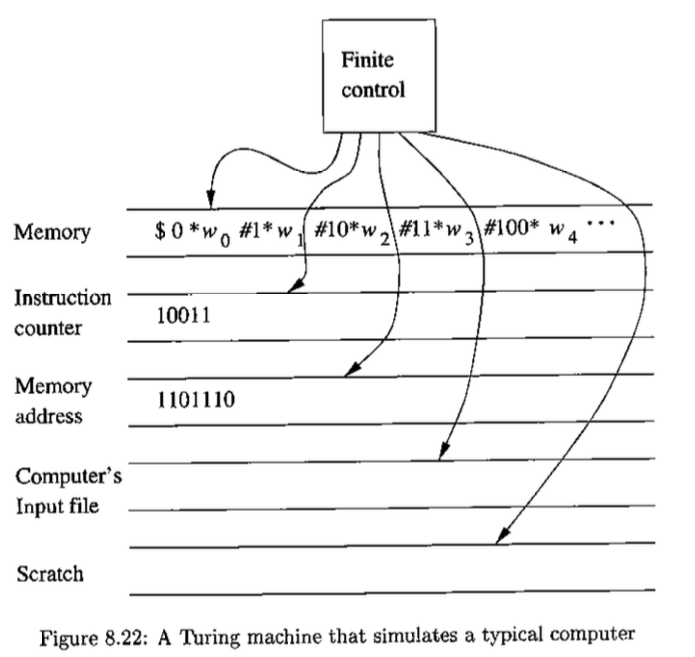 Finite
control
Memory
$ 0 * w₀ #1* w₁ #10* w₂ #11* w₃ #100* w₄ ···
Instruction
counter
10011
Memory
address
1101110
Computer's
Input file
Scratch
Figure 8.22: A Turing machine that simulates a typical computer